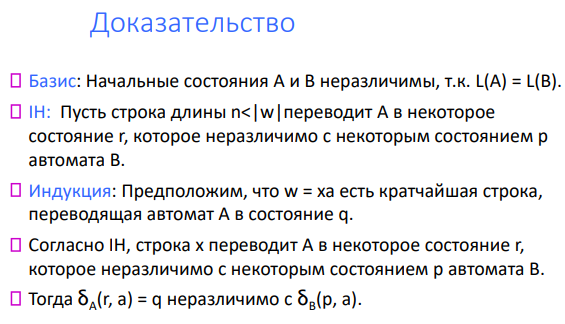 Доказательство
Базис: Начальные состояния A и B неразличимы, т.к. L(A) = L(B).
IH: Пусть строка длины n<|w|переводит A в некоторое
состояние r, которое неразличимо с некоторым состоянием p
автомата B.
Индукция: Предположим, что w = xa есть кратчайшая строка,
переводящая автомат A в состояние q.
Согласно IH, строка x переводит A в некоторое состояние r,
которое неразличимо с некоторым состоянием p автомата B.
Тогда δA(r, a) = q неразличимо с δB(p, a).